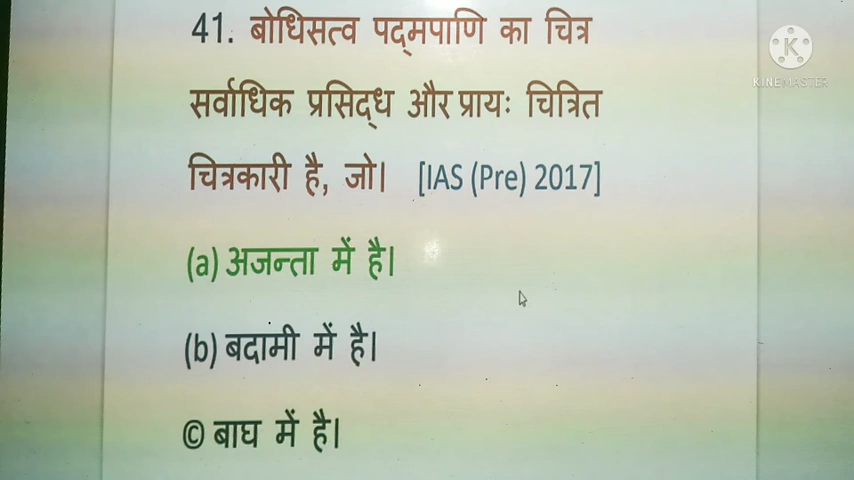 41. बोधिसत्व पद्मपाणि का चित्र
सर्वाधिक प्रसिद्ध और प्रायः चित्रित
चित्रकारी है, जो। [IAS (Pre) 2017]
(a) अजन्ता में है।
(b) बदामी में है।
© बाघ में है।
K
KINEMASTER